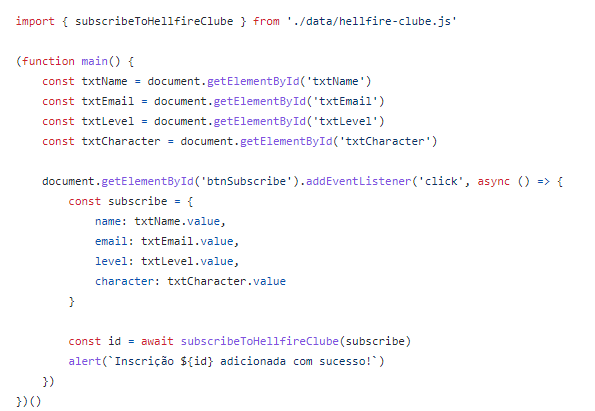 import { subscribeToHellfireClube } from './data/hellfire-clube.js'
(function main() {
const txtName = document.getElementById('txtName')
const txtEmail = document.getElementById('txtEmail')
const txtLevel = document.getElementById('txtLevel')
const txtCharacter = document.getElementById('txtCharacter')
document.getElementById('btnSubscribe').addEventListener('click', async () => {
const subscribe = {
name: txtName.value,
email: txtEmail.value,
level: txtLevel.value,
character: txtCharacter.value
}
const id = await subscribeToHellfireClube(subscribe)
alert(`Inscrição ${id} adicionada com sucesso!`)
})
})()